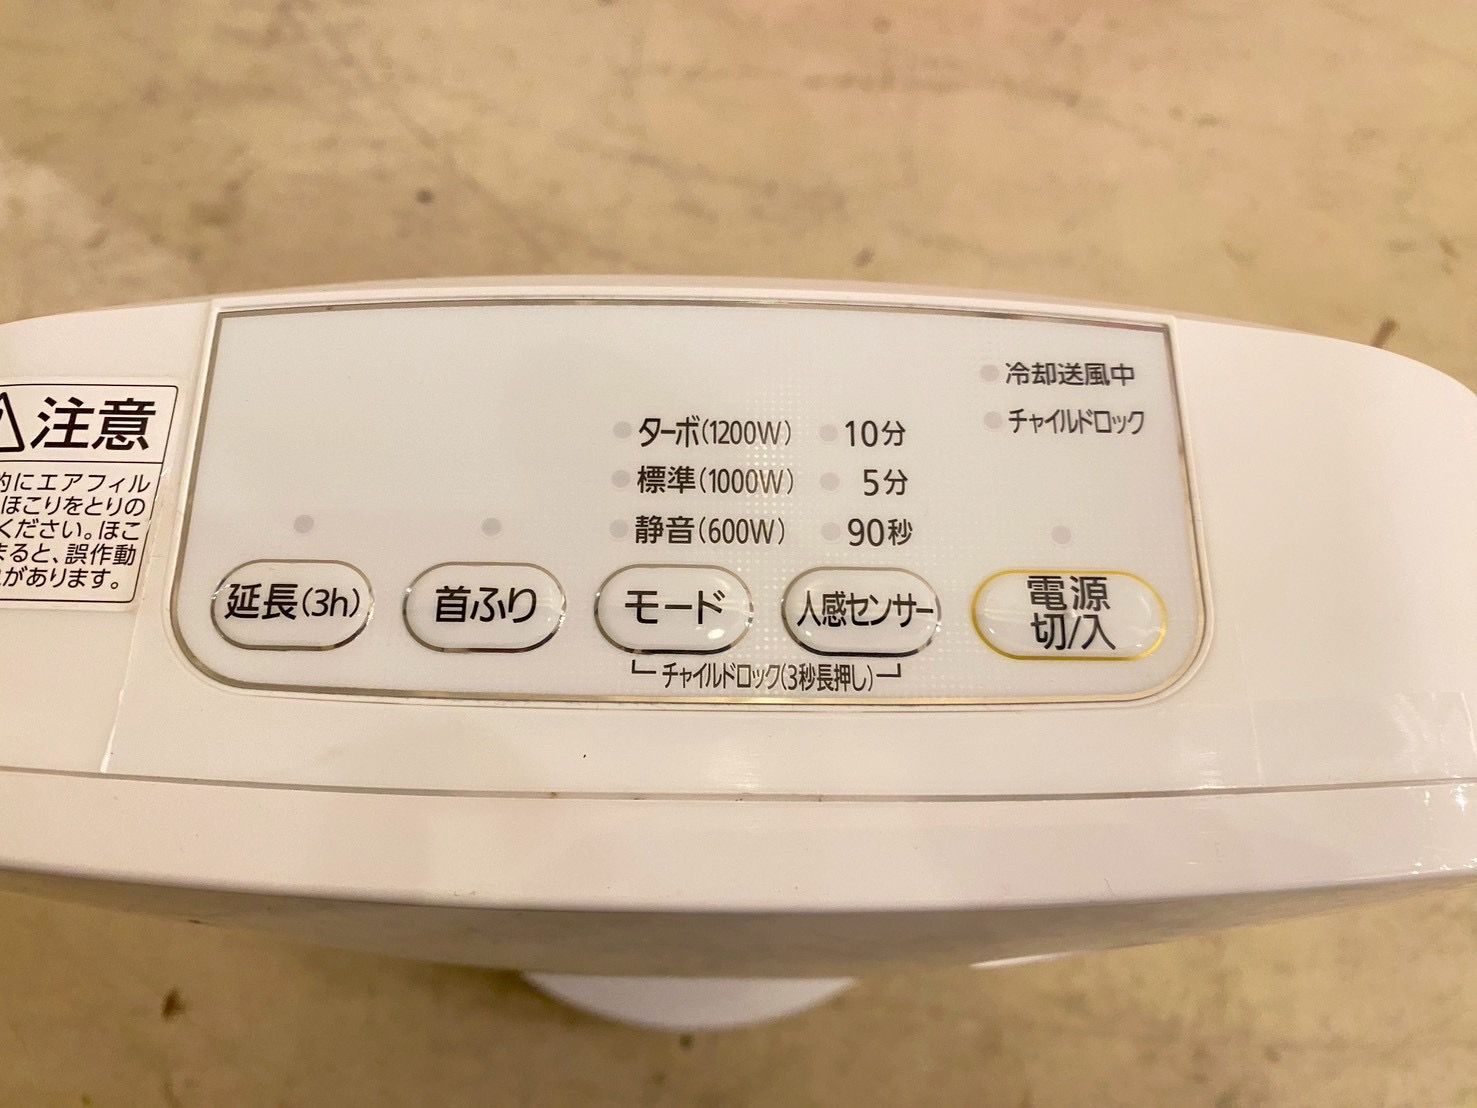 注意
的にエアフィル
ほこりをとりの
ください。ほこ
まると、誤作動
があります。
冷却送風中
チャイルドロック
ターボ(1200W) 10分
標準(1000W) 5分
静音(600W) 90秒
延長(3h) 首ふり モード 人感センサー 電源
切/入
チャイルドロック(3秒長押し)